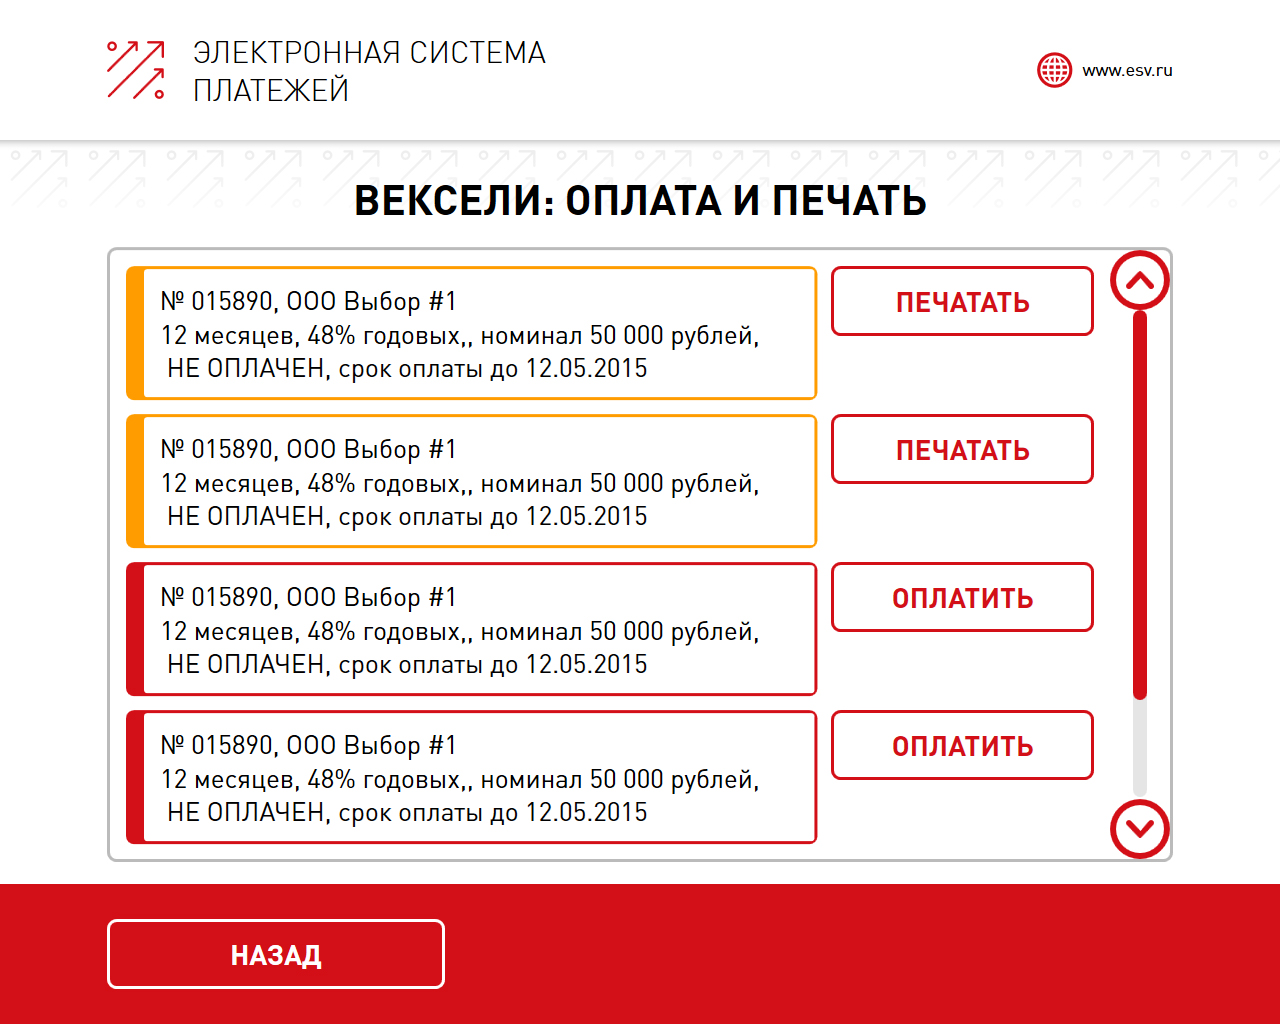 ЭЛЕКТРОННАЯ СИСТЕМА
ПЛАТЕЖЕЙ
www.esv.ru
ВЕКСЕЛИ: ОПЛАТА И ПЕЧАТЬ
№ 015890, ООО Выбор #1
12 месяцев, 48% годовых,, номинал 50 000 рублей,
НЕ ОПЛАЧЕН, срок оплаты до 12.05.2015
ПЕЧАТАТЬ
№ 015890, ООО Выбор #1
12 месяцев, 48% годовых,, номинал 50 000 рублей,
НЕ ОПЛАЧЕН, срок оплаты до 12.05.2015
ПЕЧАТАТЬ
№ 015890, ООО Выбор #1
12 месяцев, 48% годовых,, номинал 50 000 рублей,
НЕ ОПЛАЧЕН, срок оплаты до 12.05.2015
ОПЛАТИТЬ
№ 015890, ООО Выбор #1
12 месяцев, 48% годовых,, номинал 50 000 рублей,
НЕ ОПЛАЧЕН, срок оплаты до 12.05.2015
ОПЛАТИТЬ
НАЗАД